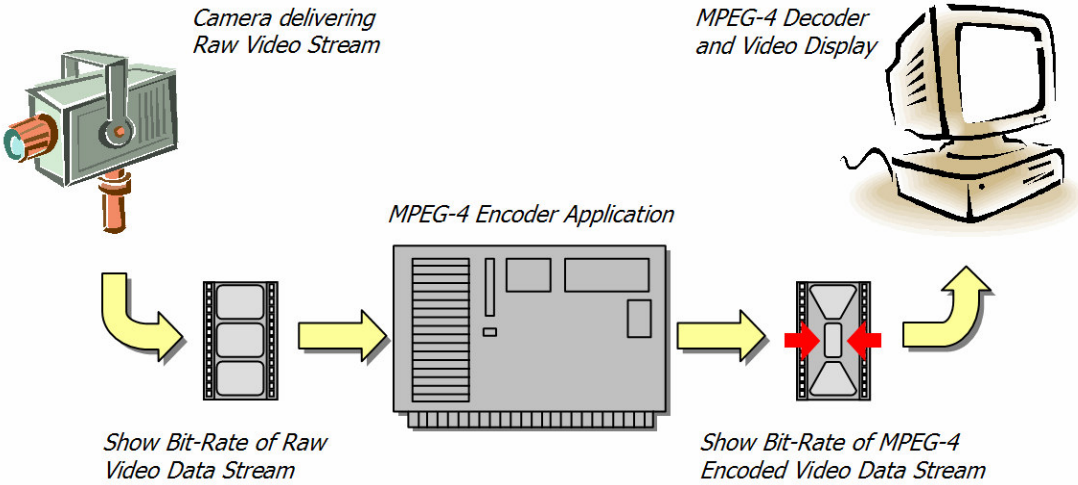 Camera delivering
Raw Video Stream
MPEG-4 Decoder
and Video Display
MPEG-4 Encoder Application
Show Bit-Rate of Raw
Video Data Stream
Show Bit-Rate of MPEG-4
Encoded Video Data Stream